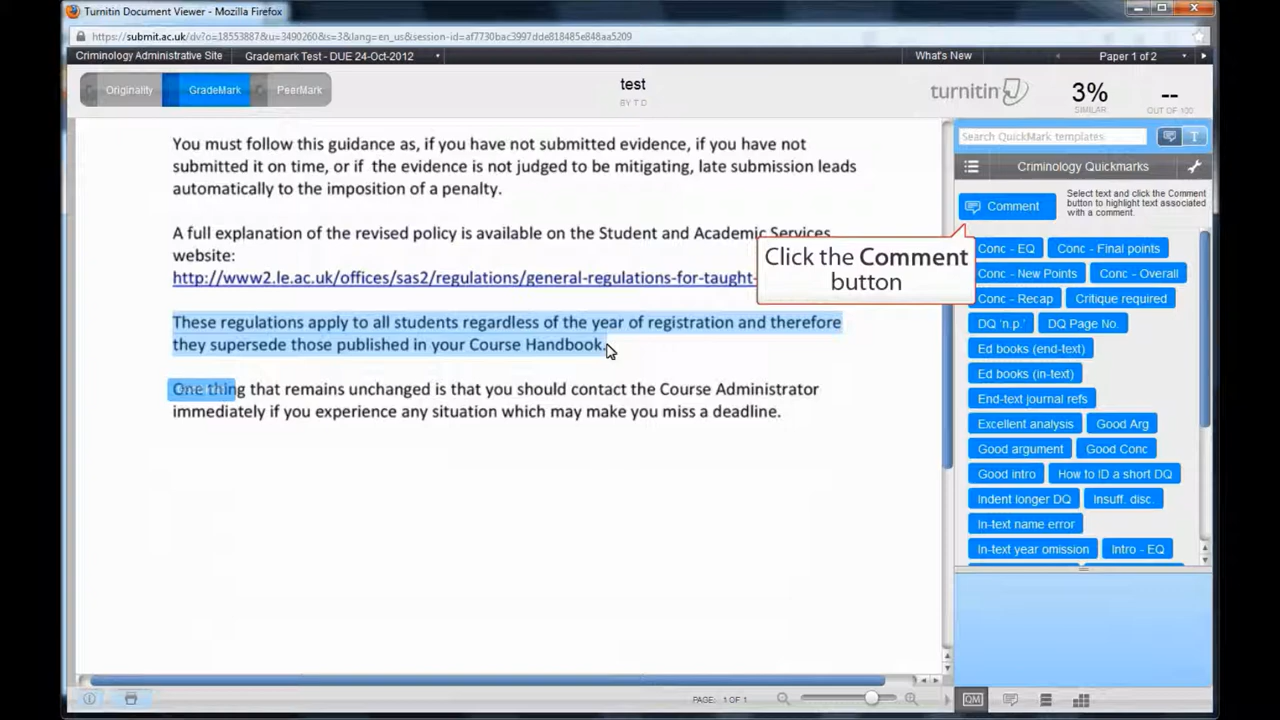 Turnitin Document Viewer - Mozilla Firefox
https://submit.ac.uk/dv?o=18553887&u=3490260&s=3&lang=en_us&session-id=af7730bac3997dde818485e848aa5209
Criminology Administrative Site
Grademark Test - DUE 24-Oct-2012
What's New
Paper 1 of 2
Originality
GradeMark
PeerMark
test
BY T D
turnitin
3%
SIMILAR
--
OUT OF 100
You must follow this guidance as, if you have not submitted evidence, if you have not
submitted it on time, or if the evidence is not judged to be mitigating, late submission leads
automatically to the imposition of a penalty.
A full explanation of the revised policy is available on the Student and Academic Services
website:
http://www2.le.ac.uk/offices/sas2/regulations/general-regulations-for-taught-
These regulations apply to all students regardless of the year of registration and therefore
they supersede those published in your Course Handbook.
One thing that remains unchanged is that you should contact the Course Administrator
immediately if you experience any situation which may make you miss a deadline.
Click the Comment
button
Search QuickMark templates
T
Criminology Quickmarks
Comment
Select text and click the Comment
button to highlight text associated
with a comment.
Conc - EQ
Conc - Final points
Conc - New Points
Conc - Overall
Conc - Recap
Critique required
DQ 'n.p.'
DQ Page No.
Ed books (end-text)
Ed books (in-text)
End-text journal refs
Excellent analysis
Good Arg
Good argument
Good Conc
Good intro
How to ID a short DQ
Indent longer DQ
Insuff. disc.
In-text name error
In-text year omission
Intro - EQ
PAGE: 1 OF 1
QM